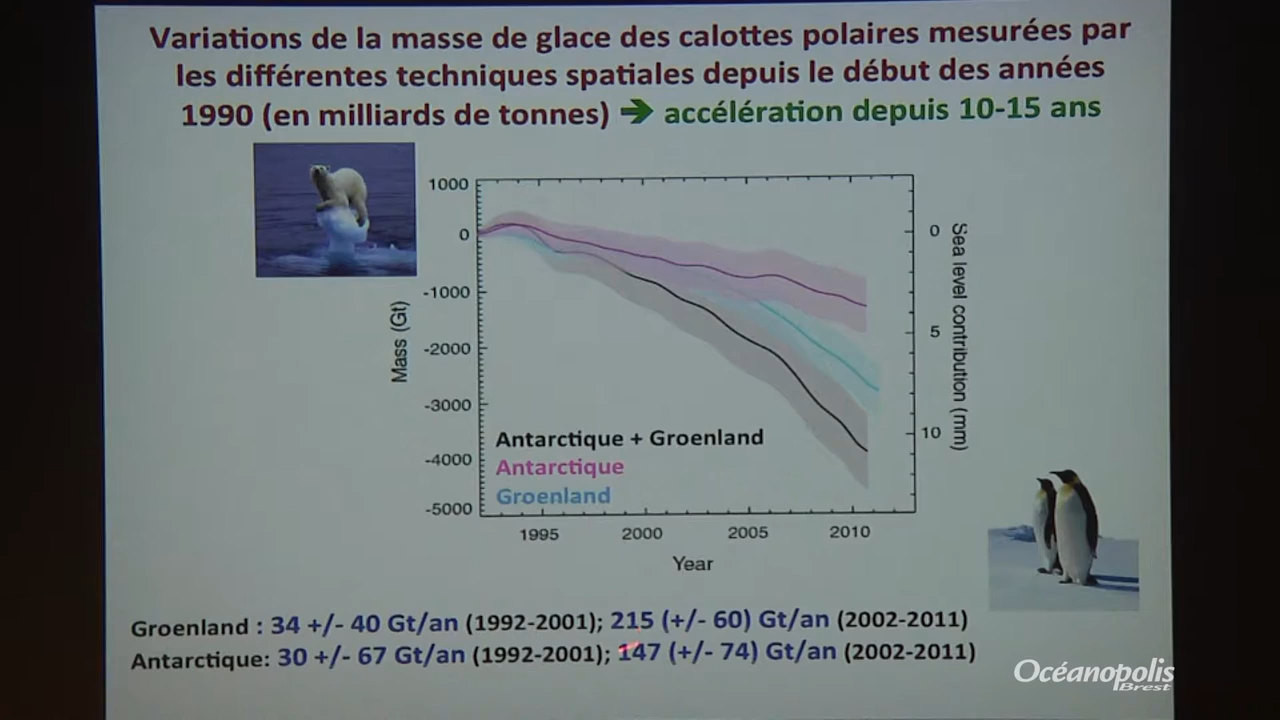 Variations de la masse de glace des calottes polaires mesurées par
les différentes techniques spatiales depuis le début des années
1990 (en milliards de tonnes) ➔ accélération depuis 10-15 ans
1000
0
-1000
-2000
-3000
-4000
-5000
Mass (Gt)
0
5
10
Sea level contribution (mm)
Antarctique + Groenland
Antarctique
Groenland
1995 2000 2005 2010
Year
Groenland : 34 +/- 40 Gt/an (1992-2001); 215 (+/- 60) Gt/an (2002-2011)
Antarctique: 30 +/- 67 Gt/an (1992-2001); 147 (+/- 74) Gt/an (2002-2011)
Océanopolis
Brest